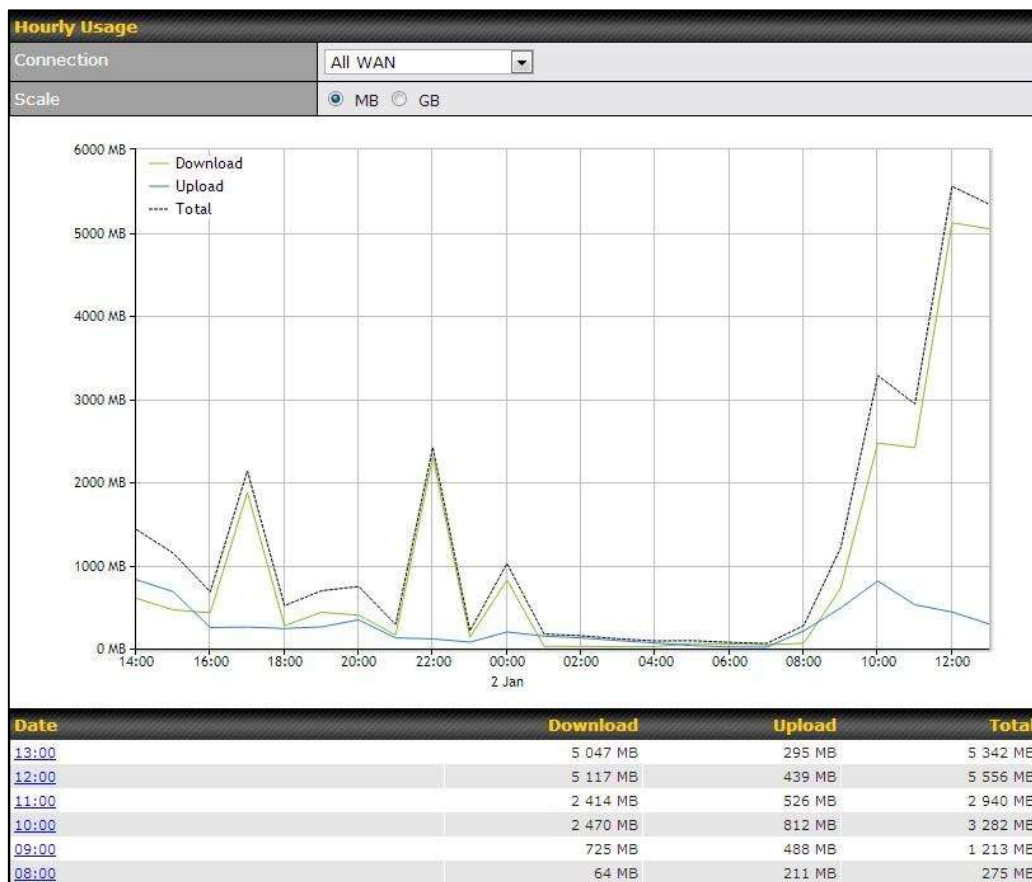 Hourly Usage
Connection All WAN
Scale MB GB
6000 MB
Download
Upload
Total
5000 MB
4000 MB
3000 MB
2000 MB
1000 MB
0 MB
14:00 16:00 18:00 20:00 22:00 00:00 02:00 04:00 06:00 08:00 10:00 12:00
2 Jan
Date Download Upload Total
13:00 5 047 MB 295 MB 5 342 MB
12:00 5 117 MB 439 MB 5 556 MB
11:00 2 414 MB 526 MB 2 940 MB
10:00 2 470 MB 812 MB 3 282 MB
09:00 725 MB 488 MB 1 213 MB
08:00 64 MB 211 MB 275 MB